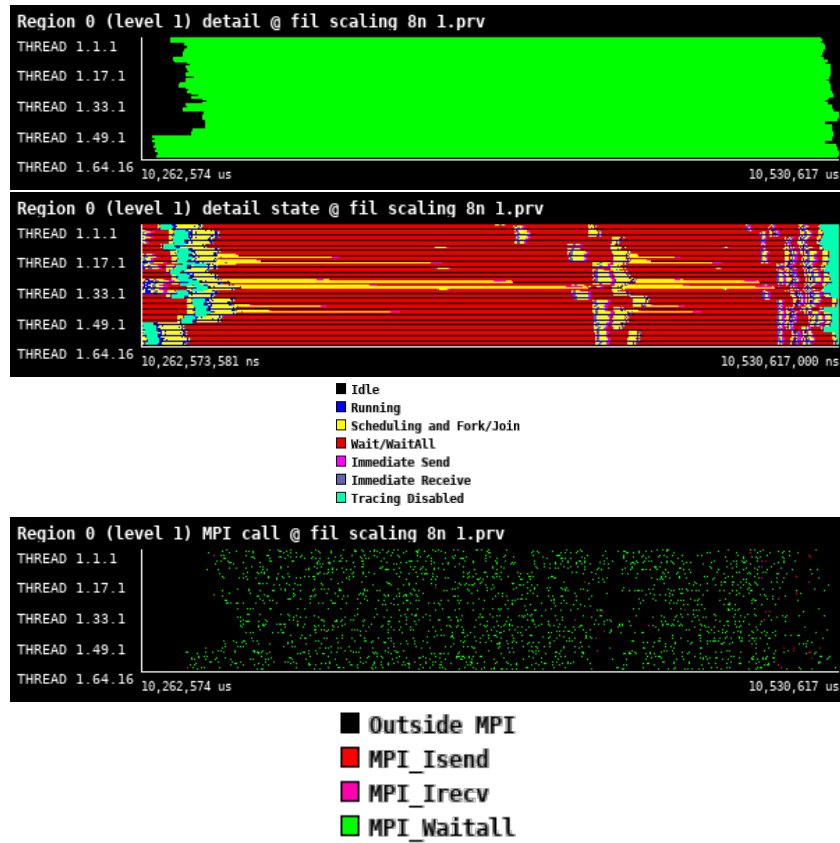 Region 0 (level 1) detail @ fil scaling 8n 1.prv
THREAD 1.1.1
THREAD 1.17.1
THREAD 1.33.1
THREAD 1.49.1
THREAD 1.64.16
10,262,574 us 10,530,617 us
Region 0 (level 1) detail state @ fil scaling 8n 1.prv
THREAD 1.1.1
THREAD 1.17.1
THREAD 1.33.1
THREAD 1.49.1
THREAD 1.64.16
10,262,573,581 ns 10,530,617,000 ns
Idle
Running
Scheduling and Fork/Join
Wait/WaitAll
Immediate Send
Immediate Receive
Tracing Disabled
Region 0 (level 1) MPI call @ fil scaling 8n 1.prv
THREAD 1.1.1
THREAD 1.17.1
THREAD 1.33.1
THREAD 1.49.1
THREAD 1.64.16
10,262,574 us 10,530,617 us
Outside MPI
MPI_Isend
MPI_Irecv
MPI_Waitall